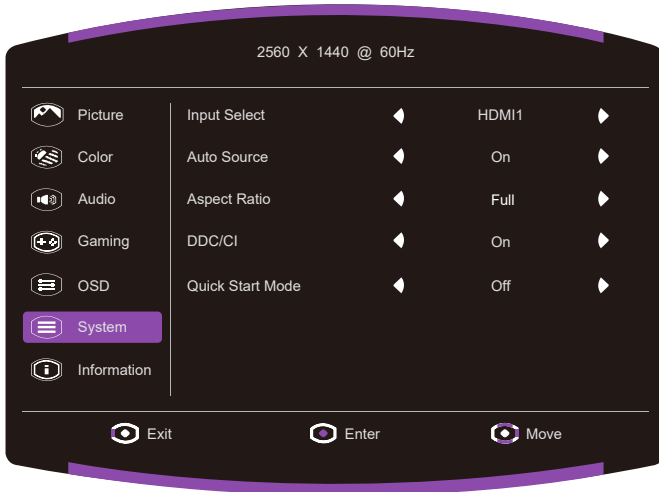 2560 X 1440 @ 60Hz
Picture Input Select HDMI1
Color Auto Source On
Audio Aspect Ratio Full
Gaming DDC/CI On
OSD Quick Start Mode Off
System
Information
Exit Enter Move